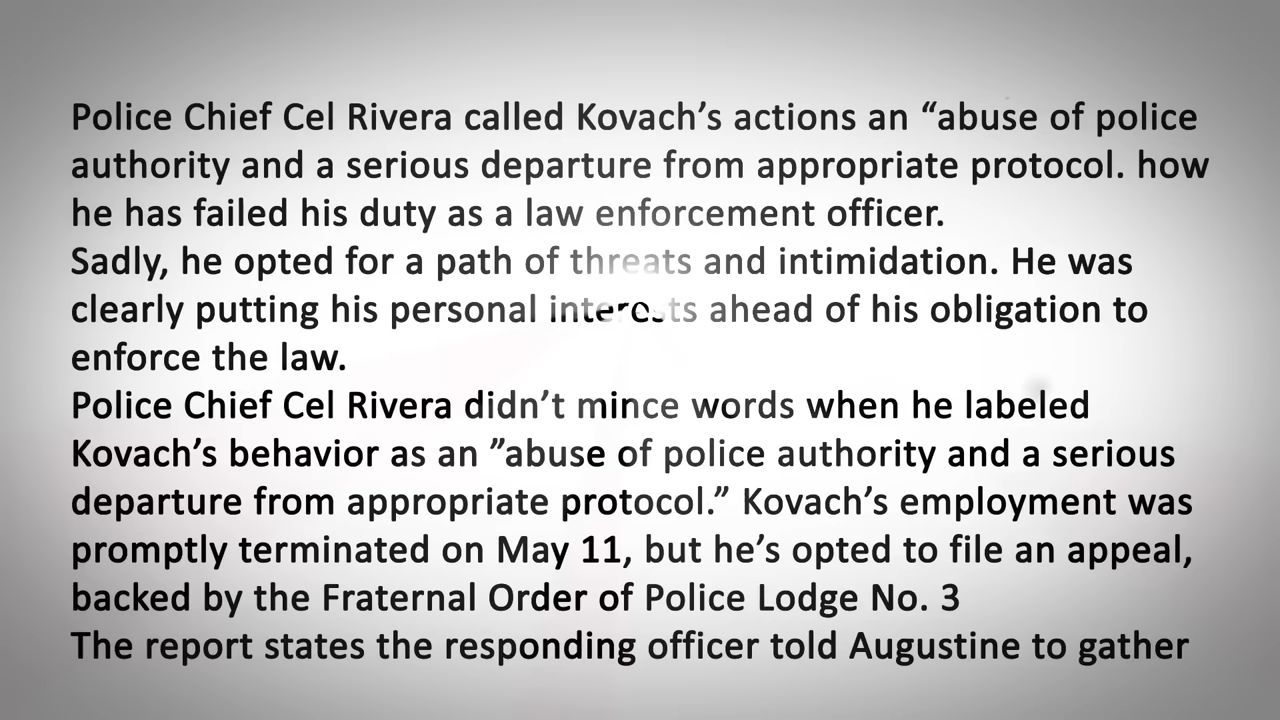 Police Chief Cel Rivera called Kovach’s actions an “abuse of police
authority and a serious departure from appropriate protocol. how
he has failed his duty as a law enforcement officer.
Sadly, he opted for a path of threats and intimidation. He was
clearly putting his personal interests ahead of his obligation to
enforce the law.
Police Chief Cel Rivera didn’t mince words when he labeled
Kovach’s behavior as an ”abuse of police authority and a serious
departure from appropriate protocol.” Kovach’s employment was
promptly terminated on May 11, but he’s opted to file an appeal,
backed by the Fraternal Order of Police Lodge No. 3
The report states the responding officer told Augustine to gather